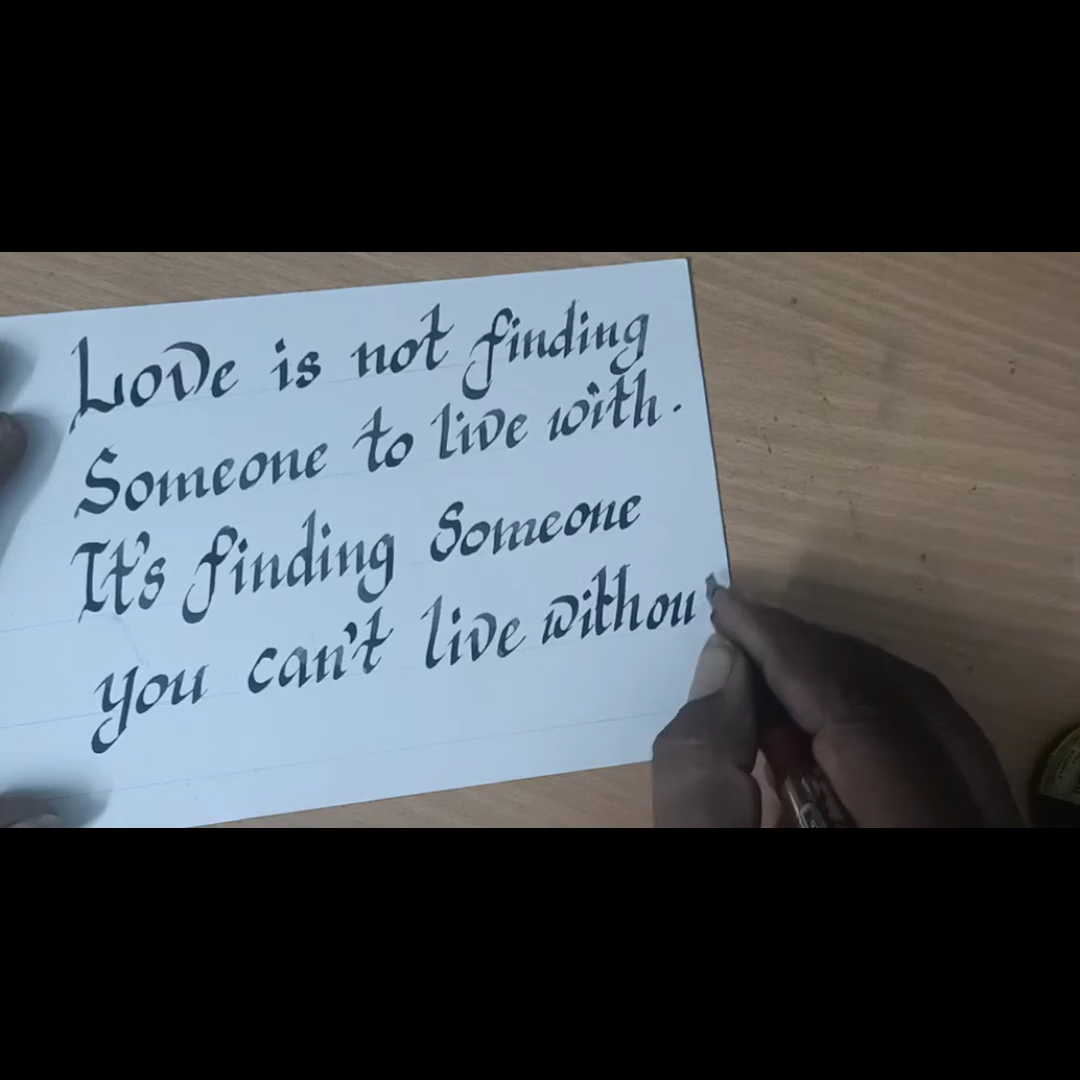 Love is not finding
Someone to live with.
It's finding Someone
you can't live withou